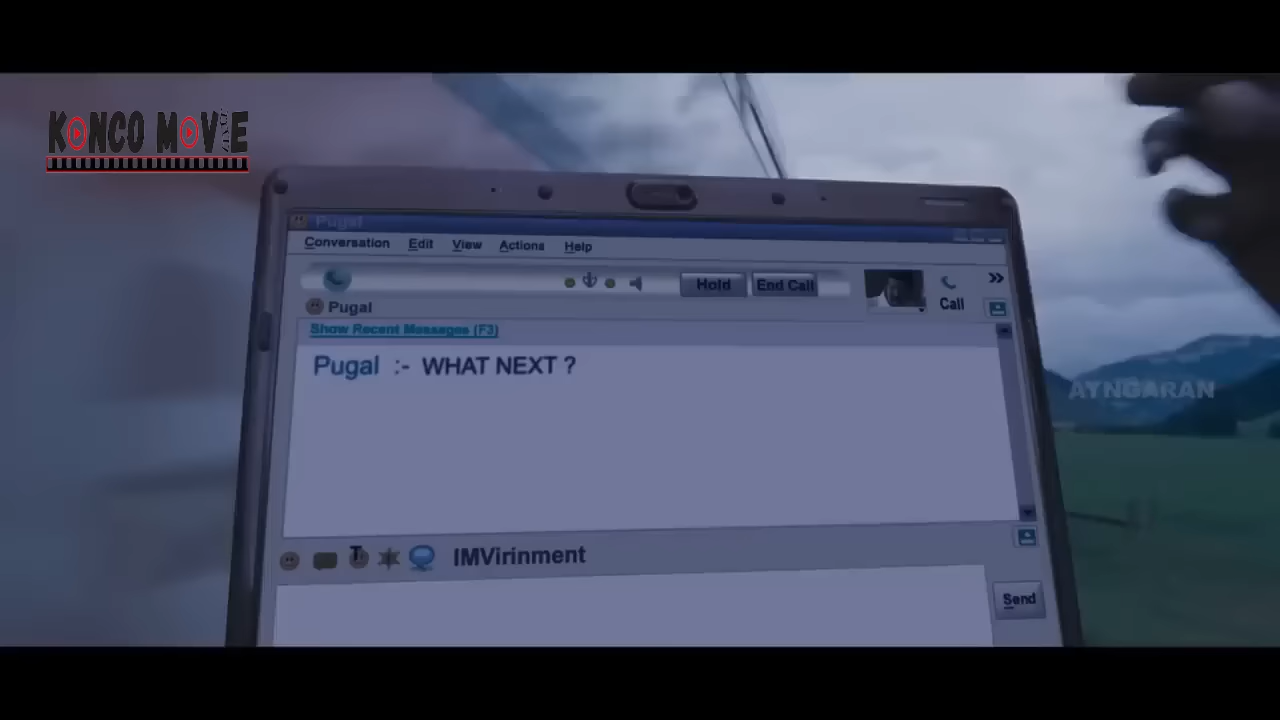 KONCO MOVIE
Pugal
Conversation Edit View Actions Help
Hold End Call
Call
Pugal
Show Recent Messages (F3)
Pugal :- WHAT NEXT ?
AYNGARAN
IMVirinment
Send